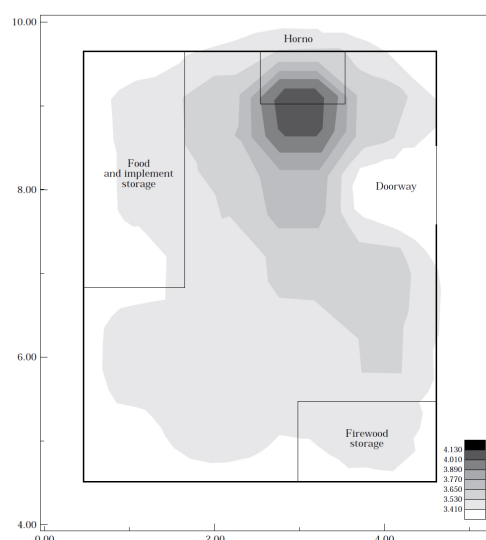 10.00
Horno
Food
and implement
storage
Doorway
8.00
6.00
Firewood
storage
4.130
4.010
3.890
3.770
3.650
3.530
3.410
4.00
0.00
2.00
4.00